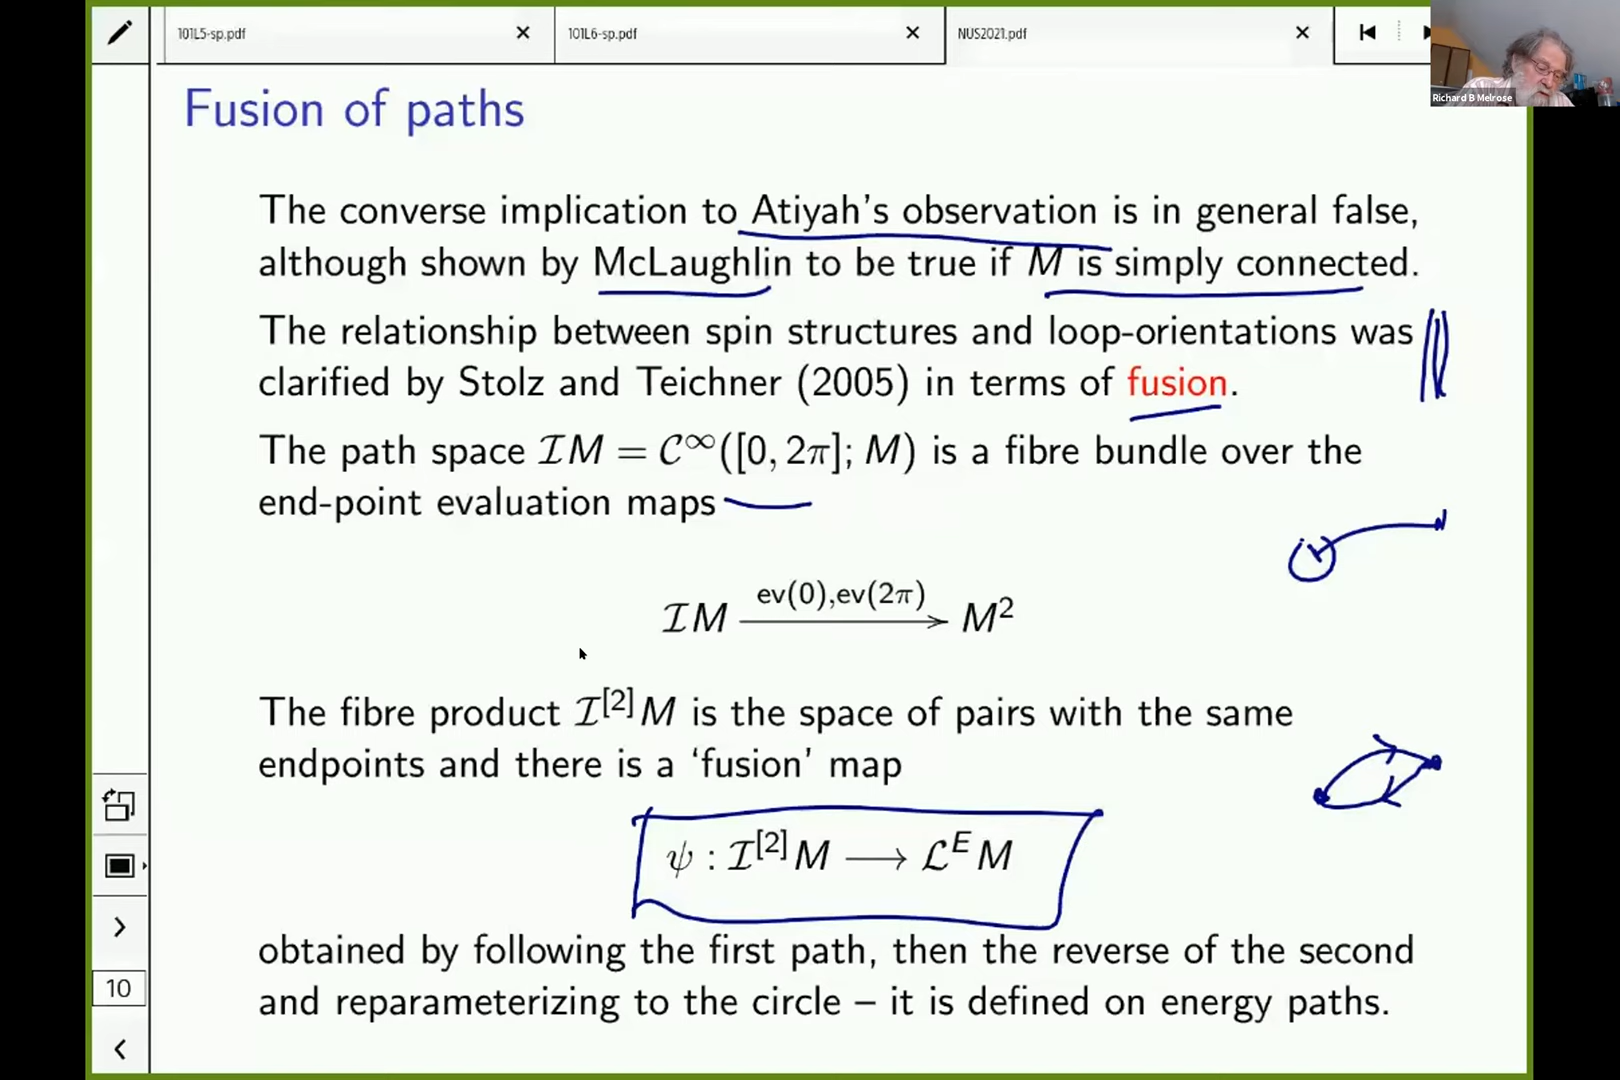 101L5-sp.pdf
101L6-sp.pdf
NUS2021.pdf
Richard B Melrose
Fusion of paths
The converse implication to Atiyah's observation is in general false,
although shown by McLaughlin to be true if M is simply connected.
The relationship between spin structures and loop-orientations was
clarified by Stolz and Teichner (2005) in terms of fusion.
The path space ℐM = 𝒞^∞([0, 2π]; M) is a fibre bundle over the
end-point evaluation maps
ev(0),ev(2π)
ℐM ⟶ M²
The fibre product ℐ^[2]M is the space of pairs with the same
endpoints and there is a ‘fusion’ map
ψ : ℐ^[2]M ⟶ ℒ^E M
obtained by following the first path, then the reverse of the second
and reparameterizing to the circle – it is defined on energy paths.
10